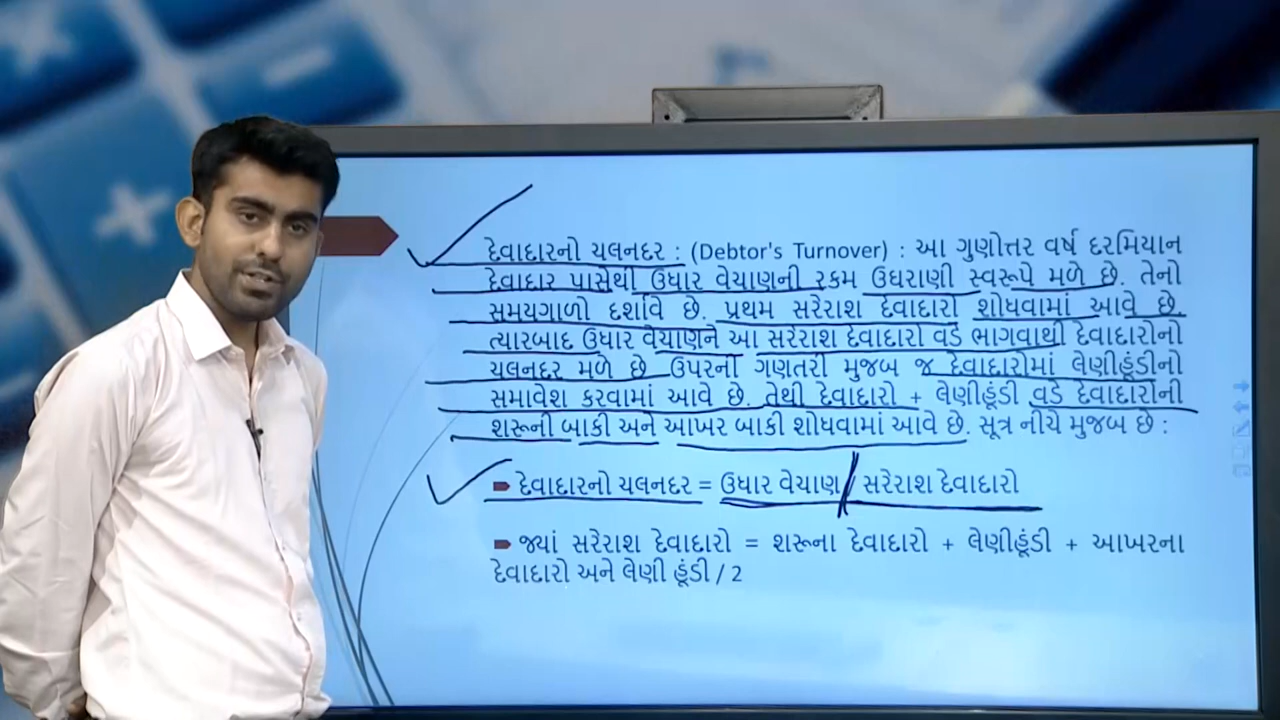 દેવાદારનો ચલનદર : (Debtor's Turnover) : આ ગુણોત્તર વર્ષ દરમિયાન
દેવાદાર પાસેથી ઉધાર વેચાણની રકમ ઉઘરાણી સ્વરૂપે મળે છે. તેનો
સમયગાળો દર્શાવે છે. પ્રથમ સરેરાશ દેવાદારો શોધવામાં આવે છે.
ત્યારબાદ ઉધાર વેચાણને આ સરેરાશ દેવાદારો વડે ભાગવાથી દેવાદારોનો
ચલનદર મળે છે ઉપરની ગણતરી મુજબ જ દેવાદારોમાં લેણીહૂંડીનો
સમાવેશ કરવામાં આવે છે. તેથી દેવાદારો + લેણીહૂંડી વડે દેવાદારોની
શરૂની બાકી અને આખર બાકી શોધવામાં આવે છે. સૂત્ર નીચે મુજબ છે :
દેવાદારનો ચલનદર = ઉધાર વેચાણ / સરેરાશ દેવાદારો
જ્યાં સરેરાશ દેવાદારો = શરૂના દેવાદારો + લેણીહૂંડી + આખરના
દેવાદારો અને લેણી હૂંડી / 2